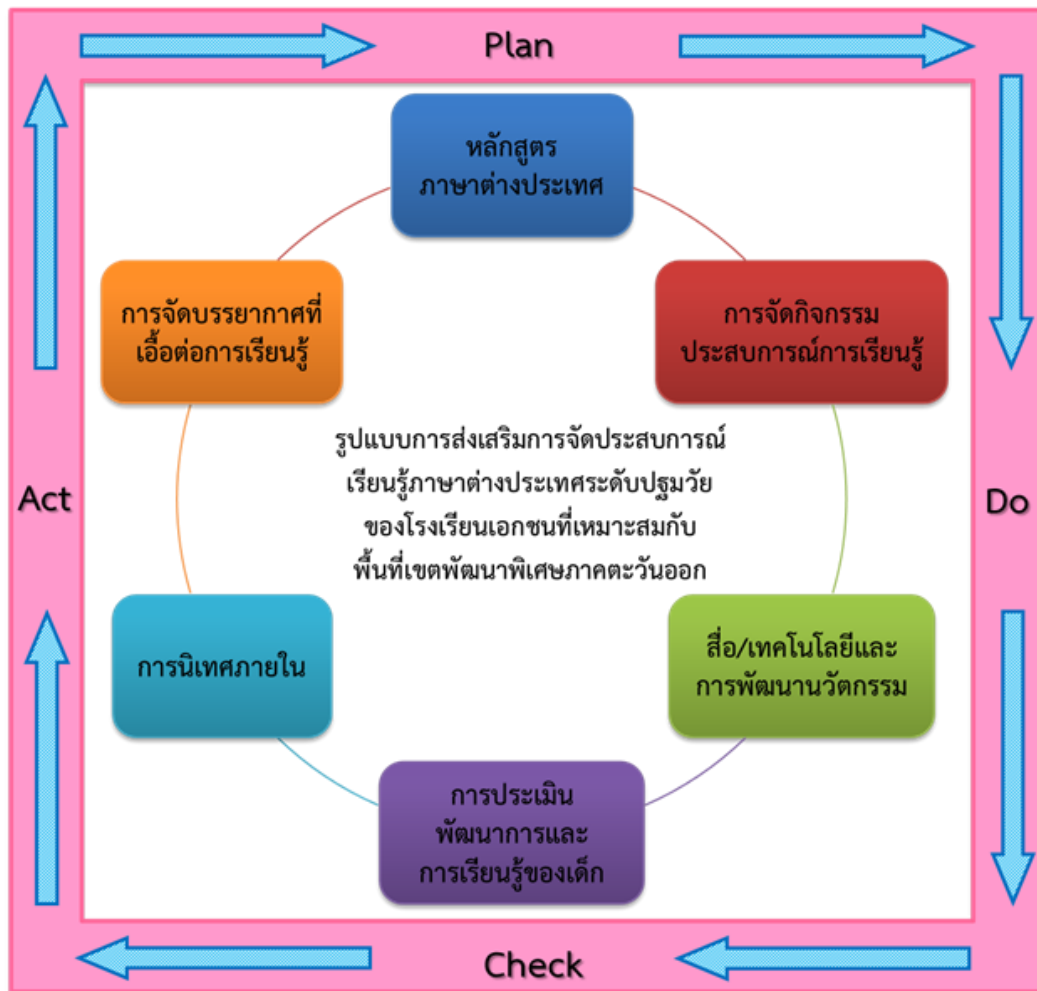 Plan
หลักสูตร
ภาษาต่างประเทศ
การจัดบรรยากาศที่
เอื้อต่อการเรียนรู้
การจัดกิจกรรม
ประสบการณ์การเรียนรู้
รูปแบบการส่งเสริมการจัดประสบการณ์
เรียนรู้ภาษาต่างประเทศระดับปฐมวัย
ของโรงเรียนเอกชนที่เหมาะสมกับ
พื้นที่เขตพัฒนาพิเศษภาคตะวันออก
Act
Do
การนิเทศภายใน
สื่อ/เทคโนโลยีและ
การพัฒนานวัตกรรม
การประเมิน
พัฒนาการและ
การเรียนรู้ของเด็ก
Check